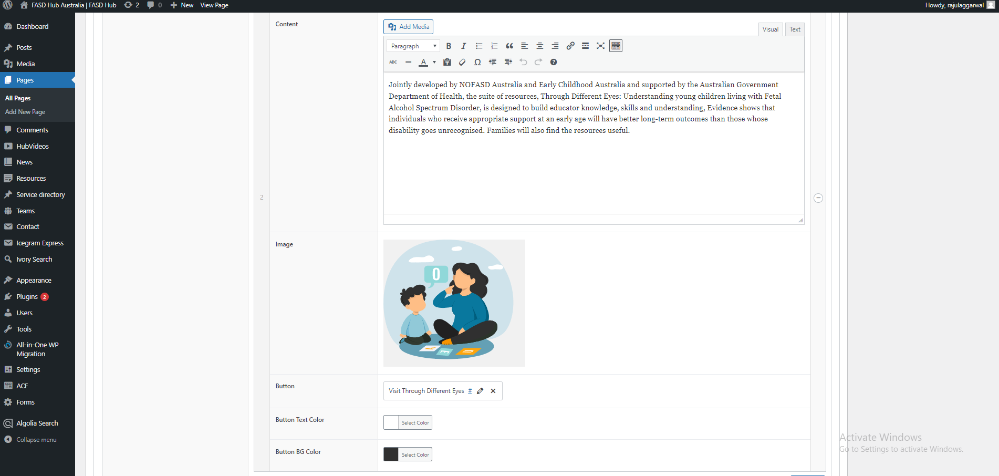 FASD Hub Australia | FASD Hub 2 0 New View Page Howdy, rajulaggarwal
Dashboard
Posts
Media
Pages
All Pages
Add New Page
Comments
HubVideos
News
Resources
Service directory
Teams
Contact
Icegram Express
Ivory Search
Appearance
Plugins 2
Users
Tools
All-in-One WP
Migration
Settings
ACF
Forms
Algolia Search
Collapse menu
2
Content
Add Media
Visual Text
Paragraph B I
ABC A Ω
Jointly developed by NOFASD Australia and Early Childhood Australia and supported by the Australian Government
Department of Health, the suite of resources, Through Different Eyes: Understanding young children living with Fetal
Alcohol Spectrum Disorder, is designed to build educator knowledge, skills and understanding, Evidence shows that
individuals who receive appropriate support at an early age will have better long-term outcomes than those whose
disability goes unrecognised. Families will also find the resources useful.
Image
0
Button
Visit Through Different Eyes #
Button Text Color
Select Color
Button BG Color
Select Color
Activate Windows
Go to Settings to activate Windows.